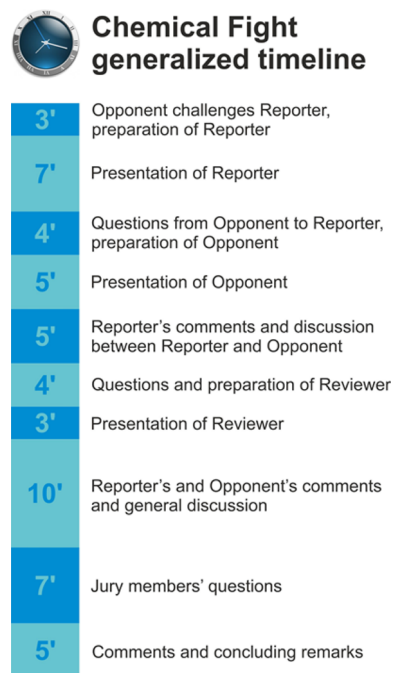 Chemical Fight
generalized timeline
3'
Opponent challenges Reporter,
preparation of Reporter
7'
Presentation of Reporter
4'
Questions from Opponent to Reporter,
preparation of Opponent
5'
Presentation of Opponent
5'
Reporter's comments and discussion
between Reporter and Opponent
4'
Questions and preparation of Reviewer
3'
Presentation of Reviewer
10'
Reporter's and Opponent's comments
and general discussion
7'
Jury members' questions
5'
Comments and concluding remarks